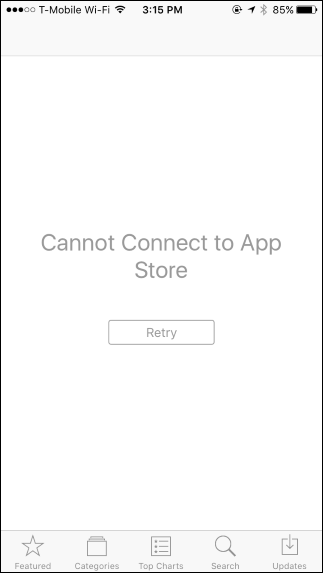 T-Mobile Wi-Fi 3:15 PM 85%
Cannot Connect to App
Store
Retry
Featured Categories Top Charts Search Updates